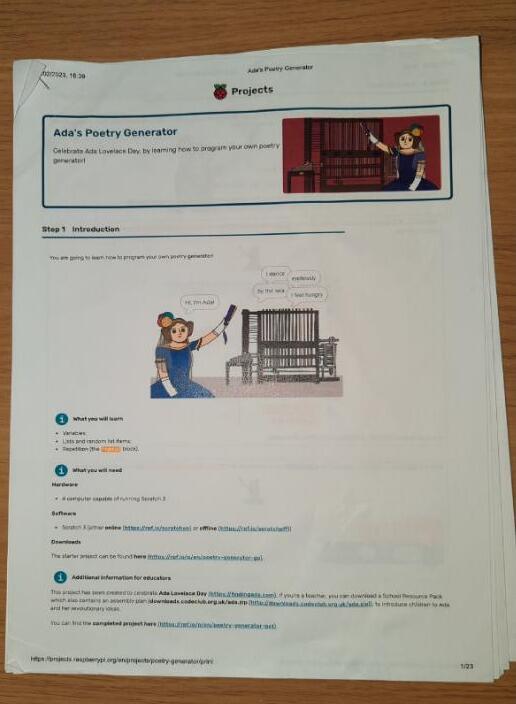 02/2023, 16:39
Ada's Poetry Generator
Projects
Ada's Poetry Generator
Celebrate Ada Lovelace Day, by learning how to program your own poetry
generator!
Step 1 Introduction
You are going to learn how to program your own poetry generator!
I dance
endlessly
by the sea
I feel hungry
Hi, I'm Ada!
What you will learn
Variables;
Lists and random list items;
Repetition (the repeat block).
What you will need
Hardware
A computer capable of running Scratch 3
Software
Scratch 3 (either online (https://rpf.io/scratchon) or offline (https://rpf.io/scratchoff))
Downloads
The starter project can be found here (https://rpf.io/p/en/poetry-generator-go).
Additional information for educators
This project has been created to celebrate Ada Lovelace Day (https://findingada.com). If you're a teacher, you can download a School Resource Pack
which also contains an assembly plan (downloads.codeclub.org.uk/ada.zip (http://downloads.codeclub.org.uk/ada.zip)), to introduce children to Ada
and her revolutionary ideas.
You can find the completed project here (https://rpf.io/p/en/poetry-generator-get).
https://projects.raspberrypi.org/en/projects/poetry-generator/print
1/23